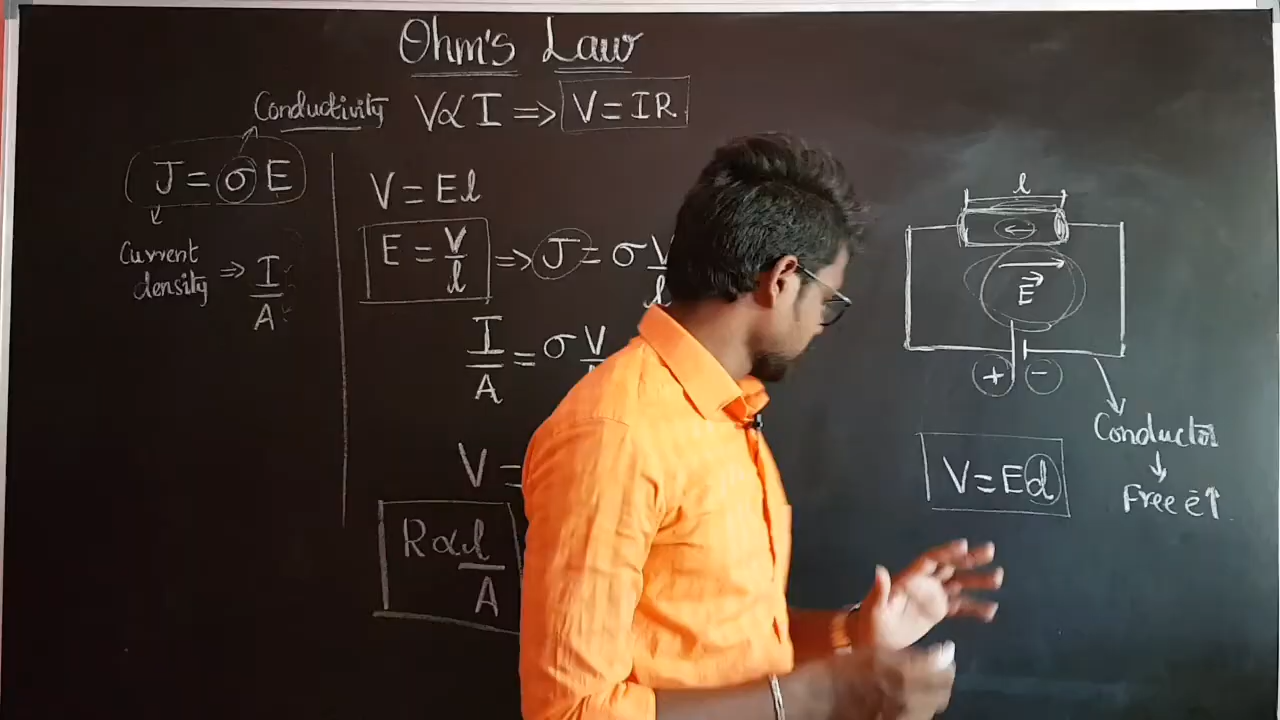 Ohm's Law
Conductivity
V∝I ⇒ V=IR
J=σE
Current
density ⇒ I/A
V=El
E=V/l ⇒ J=σV/l
I/A=σV/
V=
R∝l/A
l
←
E⃗
+ −
Conductor
↓
Free e̅↑
V=Ed